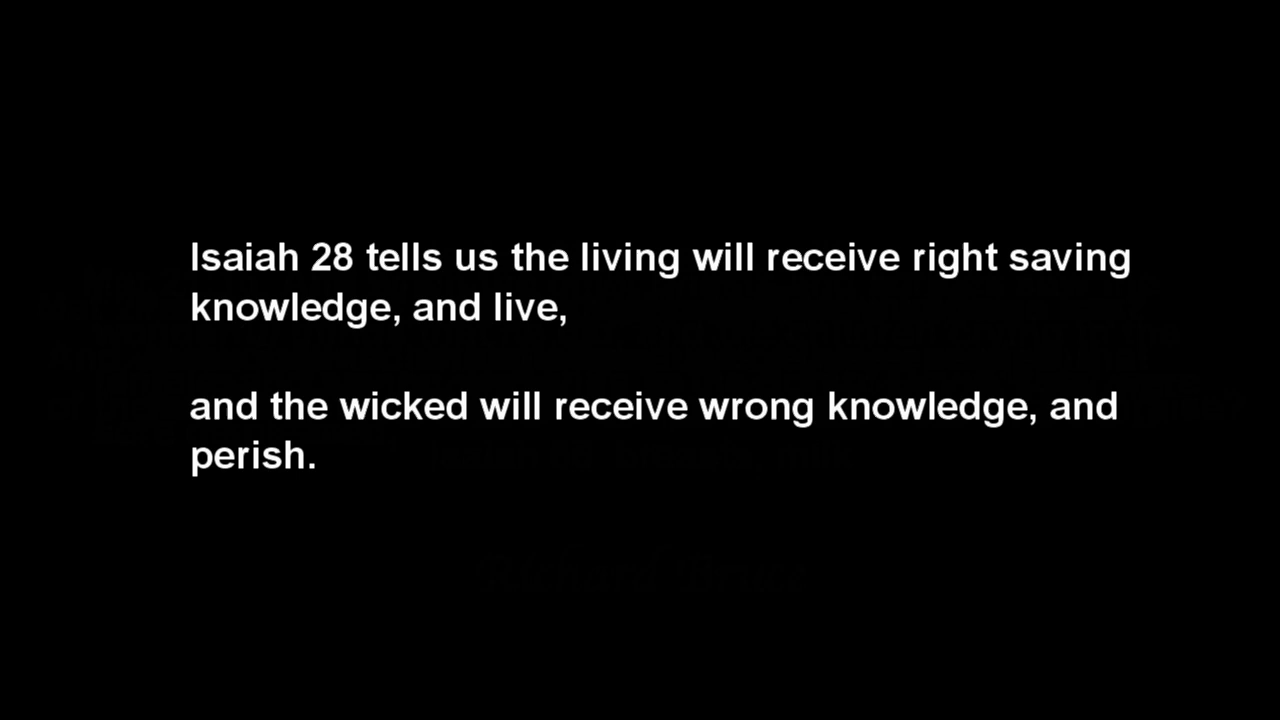 Isaiah 28 tells us the living will receive right saving
knowledge, and live,
and the wicked will receive wrong knowledge, and
perish.